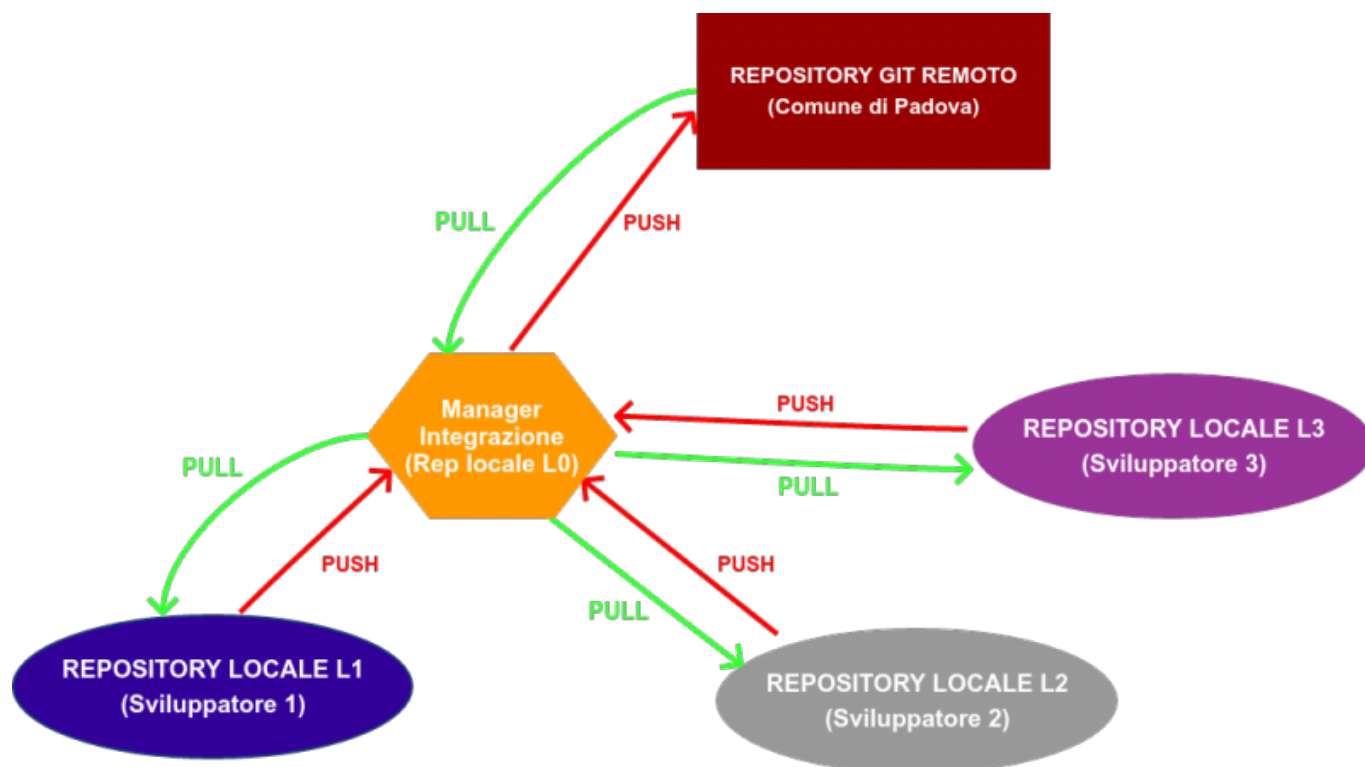 REPOSITORY GIT REMOTO
(Comune di Padova)
PULL
PUSH
Manager
Integrazione
(Rep locale L0)
PUSH
PULL
REPOSITORY LOCALE L3
(Sviluppatore 3)
PULL
PUSH
PUSH
PULL
REPOSITORY LOCALE L1
(Sviluppatore 1)
REPOSITORY LOCALE L2
(Sviluppatore 2)